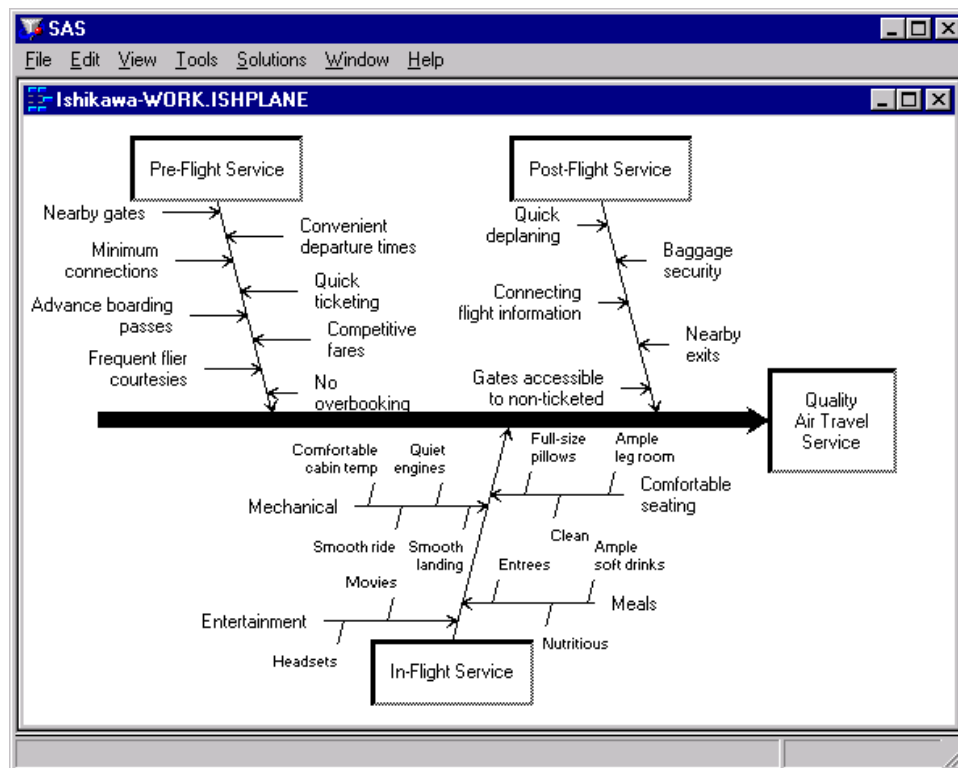 SAS
File Edit View Tools Solutions Window Help
Ishikawa-WORK.ISHPLANE
Pre-Flight Service
Post-Flight Service
Nearby gates
Convenient
departure times
Minimum
connections
Quick
ticketing
Advance boarding
passes
Competitive
fares
Frequent flier
courtesies
No
overbooking
Quick
deplaning
Baggage
security
Connecting
flight information
Nearby
exits
Gates accessible
to non-ticketed
Quality
Air Travel
Service
Comfortable
cabin temp
Quiet
engines
Mechanical
Smooth ride
Smooth
landing
Full-size
pillows
Ample
leg room
Comfortable
seating
Clean
Movies
Entertainment
Headsets
Entrees
Ample
soft drinks
Meals
Nutritious
In-Flight Service